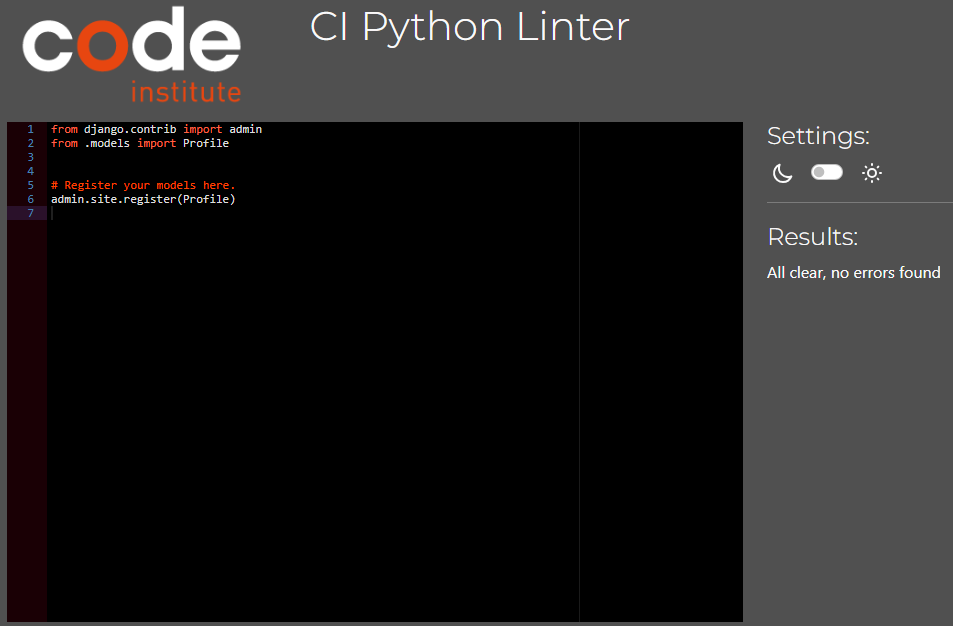 code
institute
CI Python Linter
1 from django.contrib import admin
2 from .models import Profile
3
4
5 # Register your models here.
6 admin.site.register(Profile)
7
Settings:
Results:
All clear, no errors found